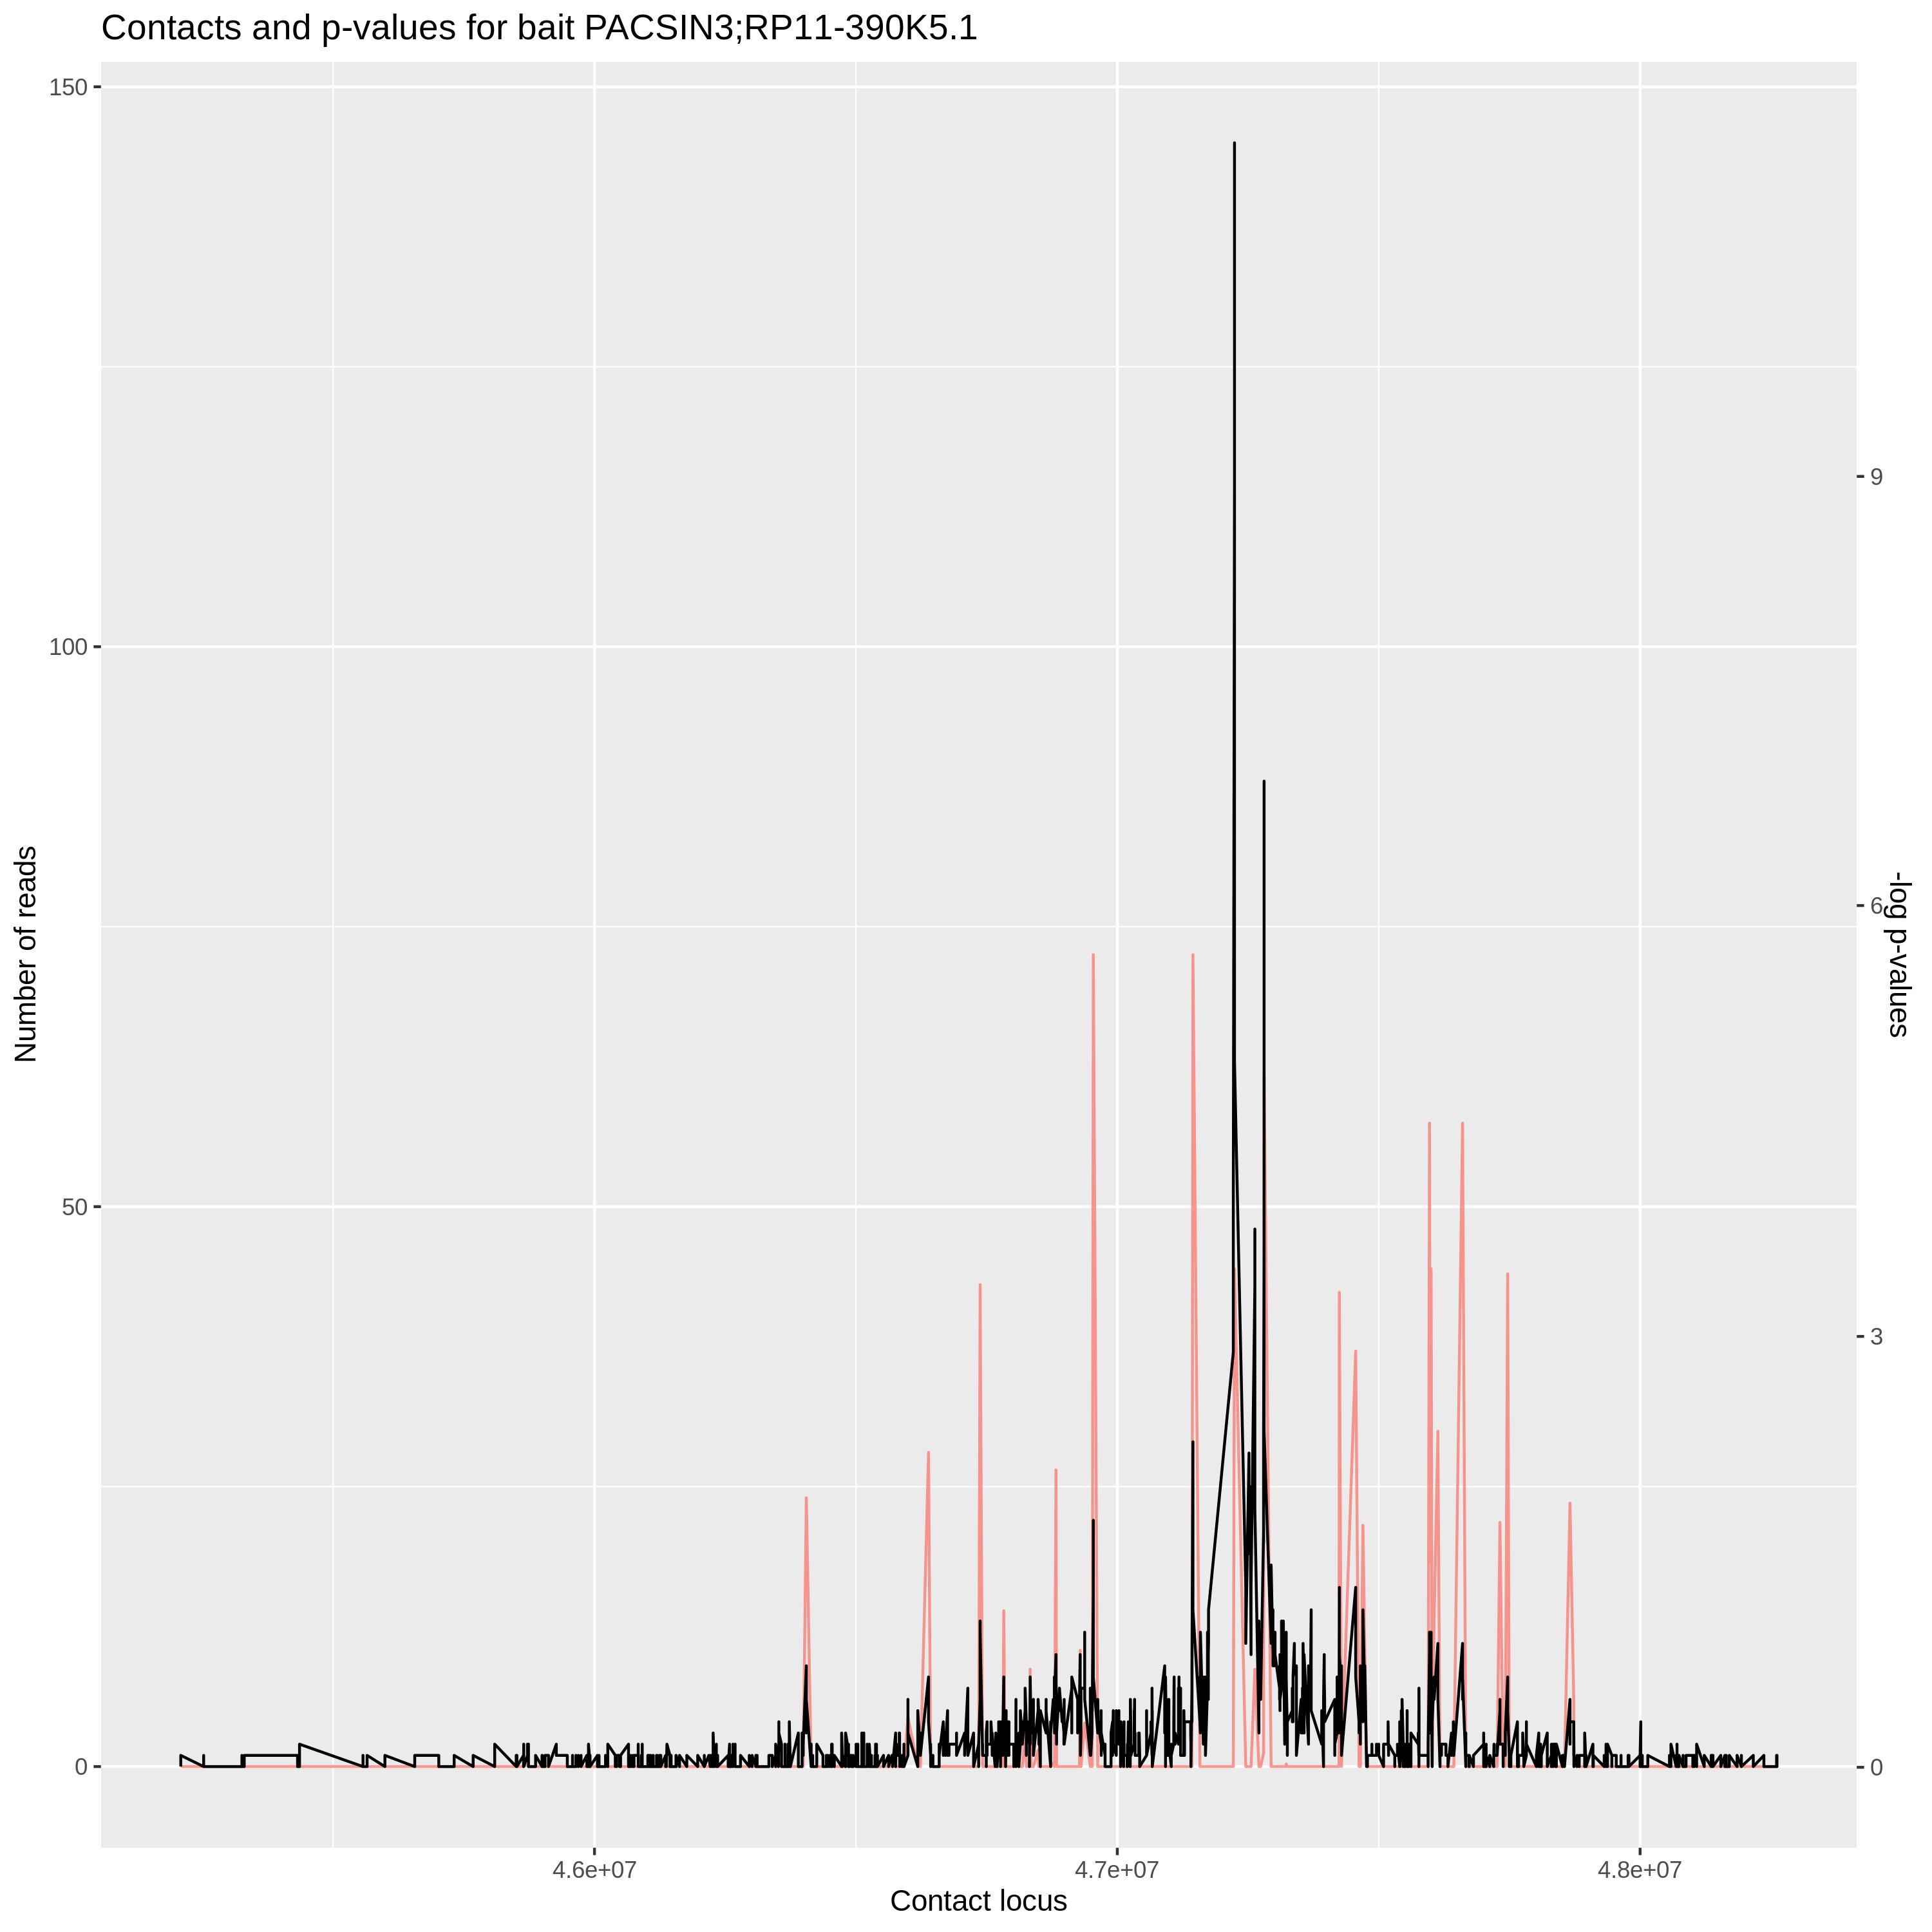 Contacts and p-values for bait PACSIN3;RP11-390K5.1
150
100
50
0
Number of reads
9
6
3
0
-log p-values
4.6e+07
4.7e+07
4.8e+07
Contact locus